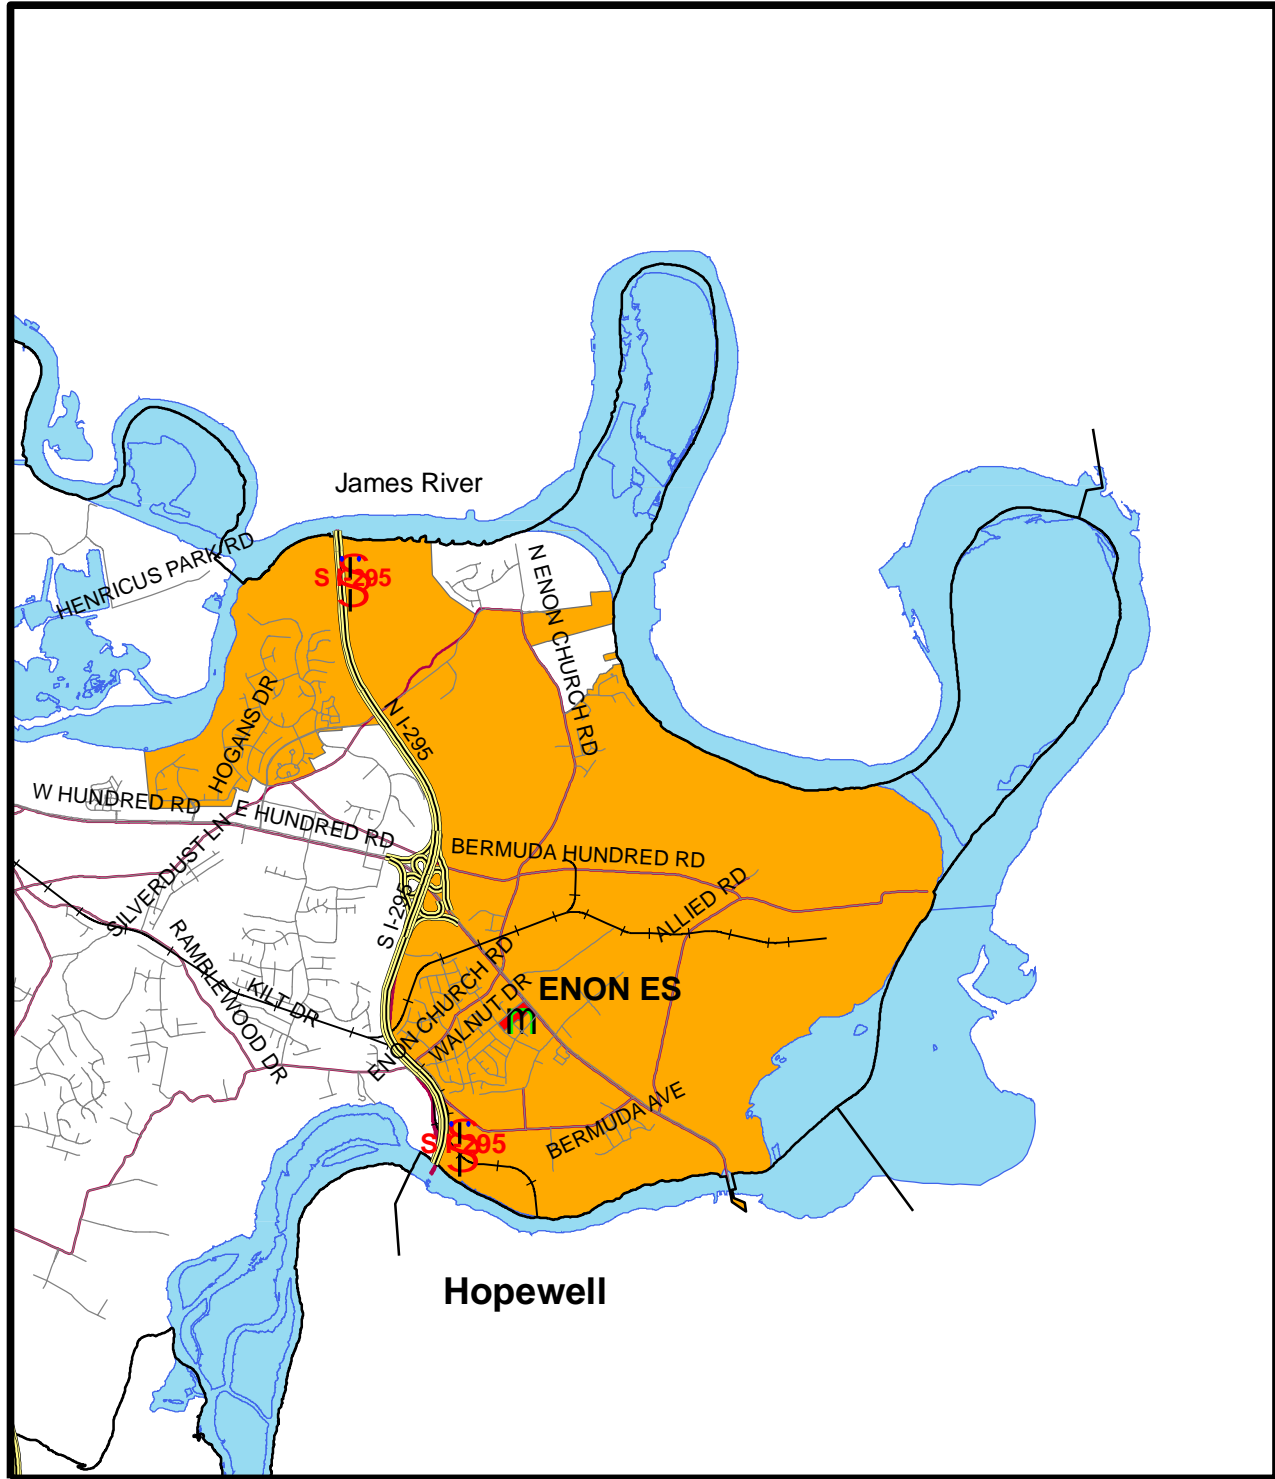 James River
HENRICUS PARK RD
S I-295
N ENON CHURCH RD
HOGANS DR
N I-295
W HUNDRED RD
E HUNDRED RD
SILVERDUST LN
BERMUDA HUNDRED RD
S I-295
ALLIED RD
RAMBLEWOOD DR
KILT DR
ENON CHURCH RD
WALNUT DR
ENON ES
m
BERMUDA AVE
S I-295
Hopewell